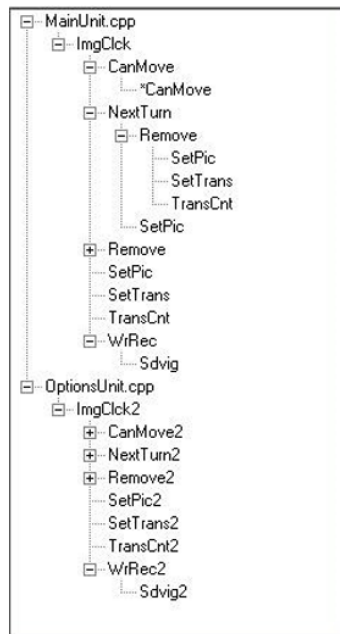 MainUnit.cpp
ImgClck
CanMove
*CanMove
NextTurn
Remove
SetPic
SetTrans
TransCnt
SetPic
Remove
SetPic
SetTrans
TransCnt
WrRec
Sdvig
OptionsUnit.cpp
ImgClck2
CanMove2
NextTurn2
Remove2
SetPic2
SetTrans2
TransCnt2
WrRec2
Sdvig2